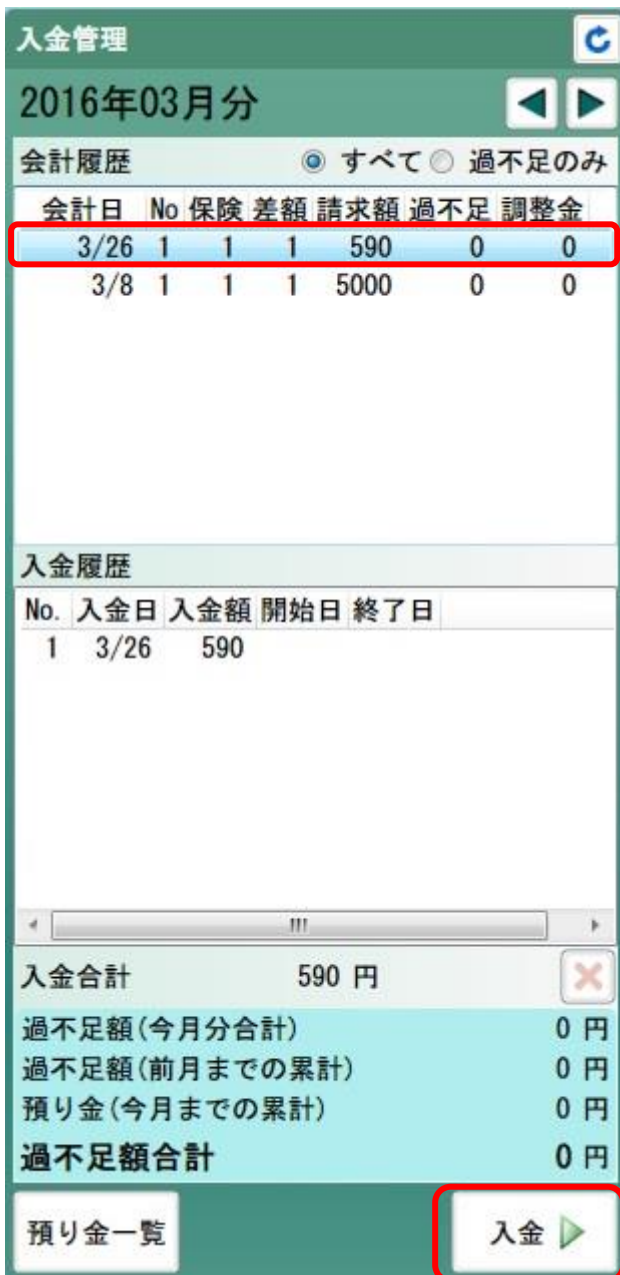 入金管理
2016年03月分
会計履歴 すべて 過不足のみ
会計日 No 保険 差額 請求額 過不足 調整金
3/26 1 1 1 590 0 0
3/8 1 1 1 5000 0 0
入金履歴
No. 入金日 入金額 開始日 終了日
1 3/26 590
入金合計 590 円
過不足額(今月分合計) 0 円
過不足額(前月までの累計) 0 円
預り金(今月までの累計) 0 円
過不足額合計 0 円
預り金一覧 入金